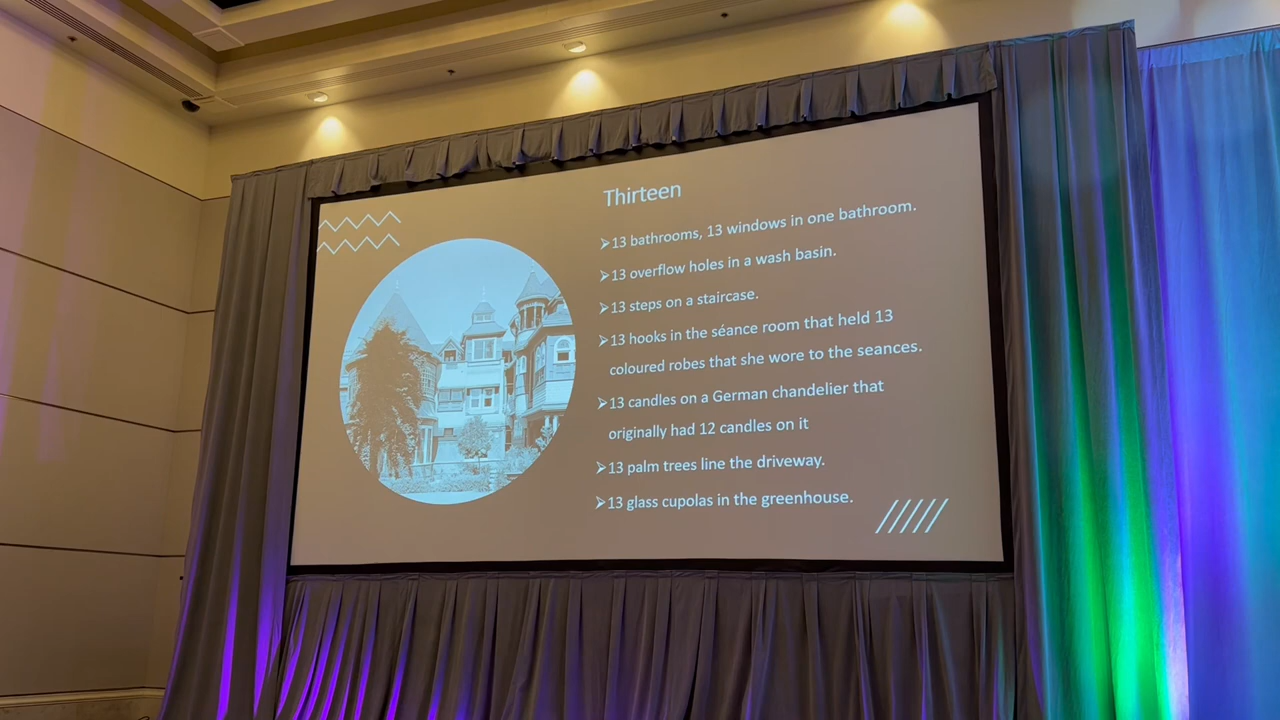 Thirteen
➢13 bathrooms, 13 windows in one bathroom.
➢13 overflow holes in a wash basin.
➢13 steps on a staircase.
➢13 hooks in the séance room that held 13
coloured robes that she wore to the seances.
➢13 candles on a German chandelier that
originally had 12 candles on it
➢13 palm trees line the driveway.
➢13 glass cupolas in the greenhouse.